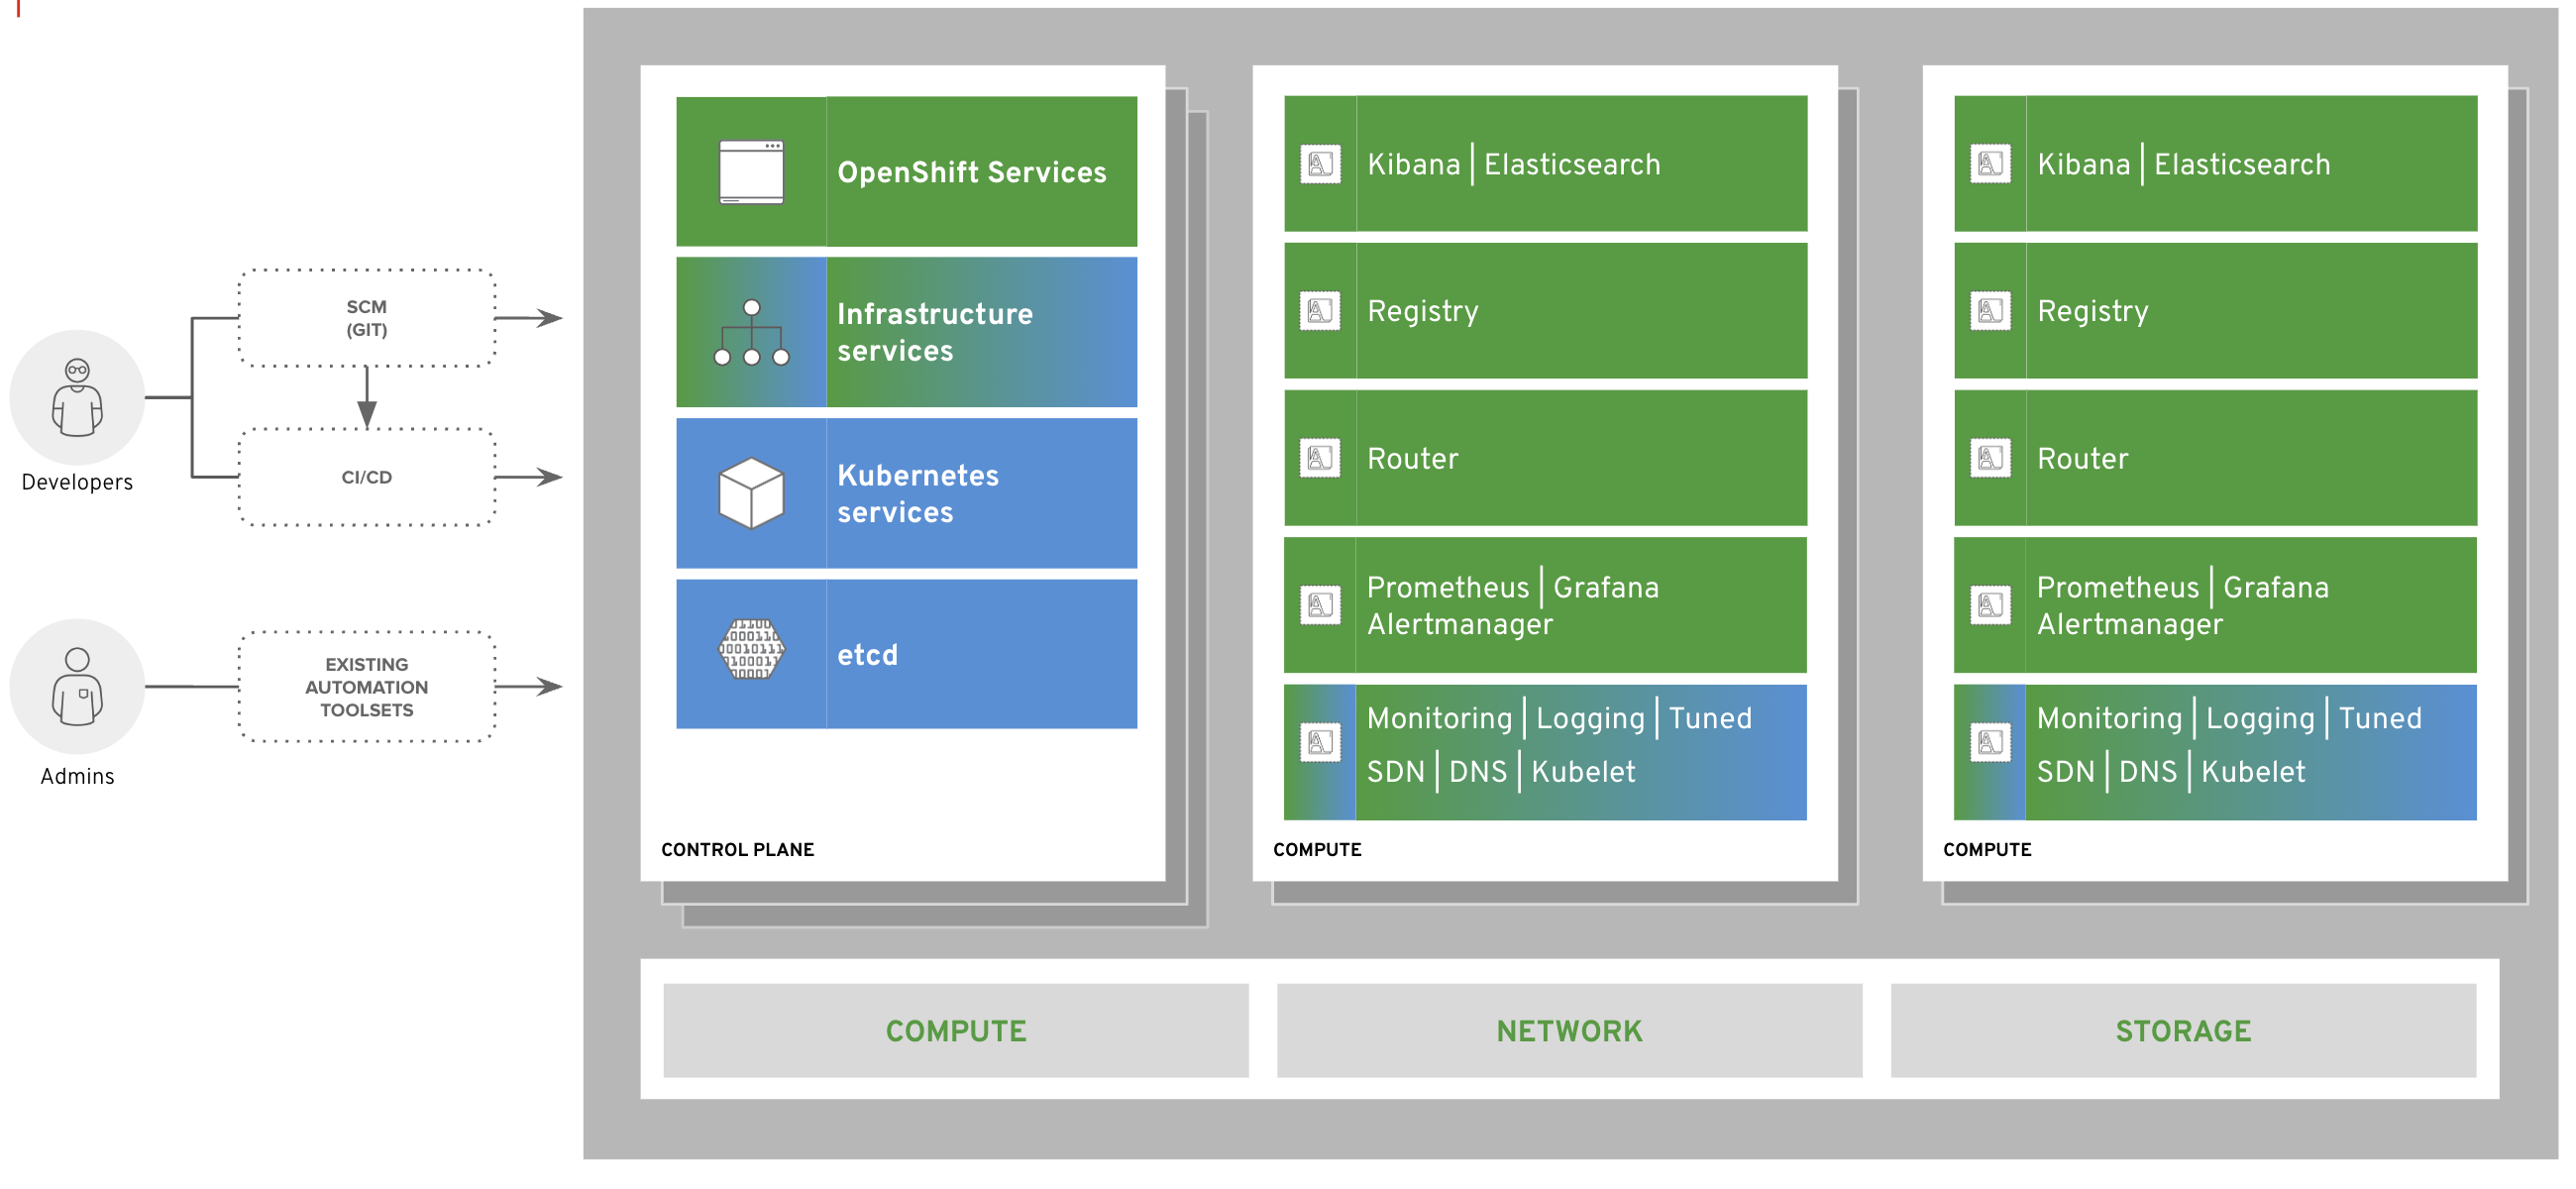 SCM
(GIT)
CI/CD
Developers
EXISTING
AUTOMATION
TOOLSETS
Admins
OpenShift Services
Infrastructure
services
Kubernetes
services
etcd
CONTROL PLANE
Kibana | Elasticsearch
Registry
Router
Prometheus | Grafana
Alertmanager
Monitoring | Logging | Tuned
SDN | DNS | Kubelet
COMPUTE
Kibana | Elasticsearch
Registry
Router
Prometheus | Grafana
Alertmanager
Monitoring | Logging | Tuned
SDN | DNS | Kubelet
COMPUTE
COMPUTE
NETWORK
STORAGE